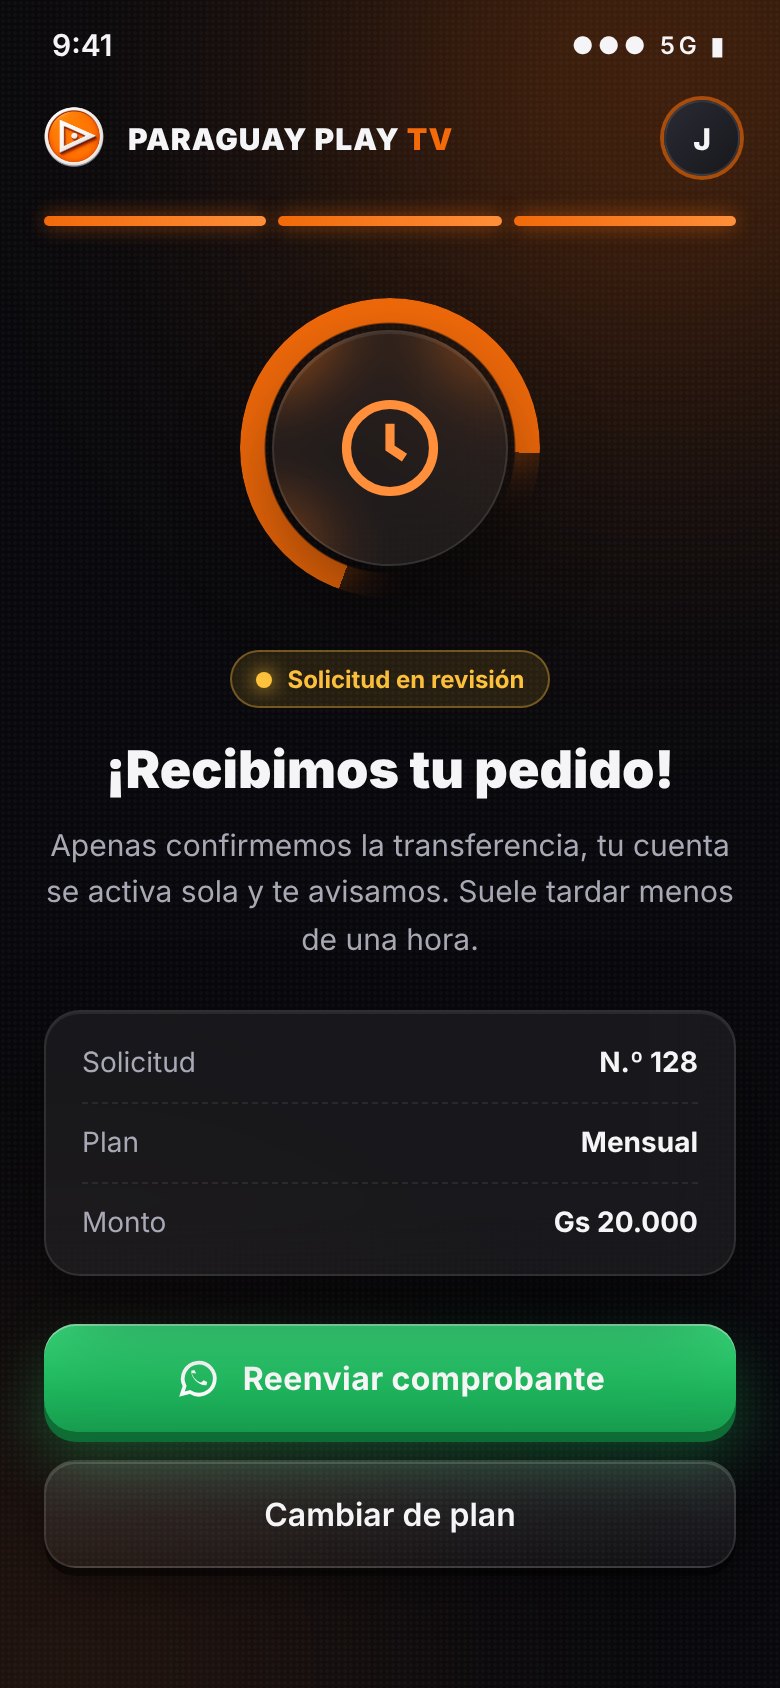 9:41
5G
PARAGUAY PLAY TV
J
Solicitud en revisión
¡Recibimos tu pedido!
Apenas confirmemos la transferencia, tu cuenta
se activa sola y te avisamos. Suele tardar menos
de una hora.
Solicitud N.º 128
Plan Mensual
Monto Gs 20.000
Reenviar comprobante
Cambiar de plan